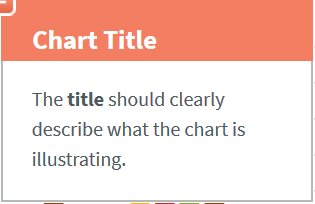 Chart Title
The title should clearly
describe what the chart is
illustrating.